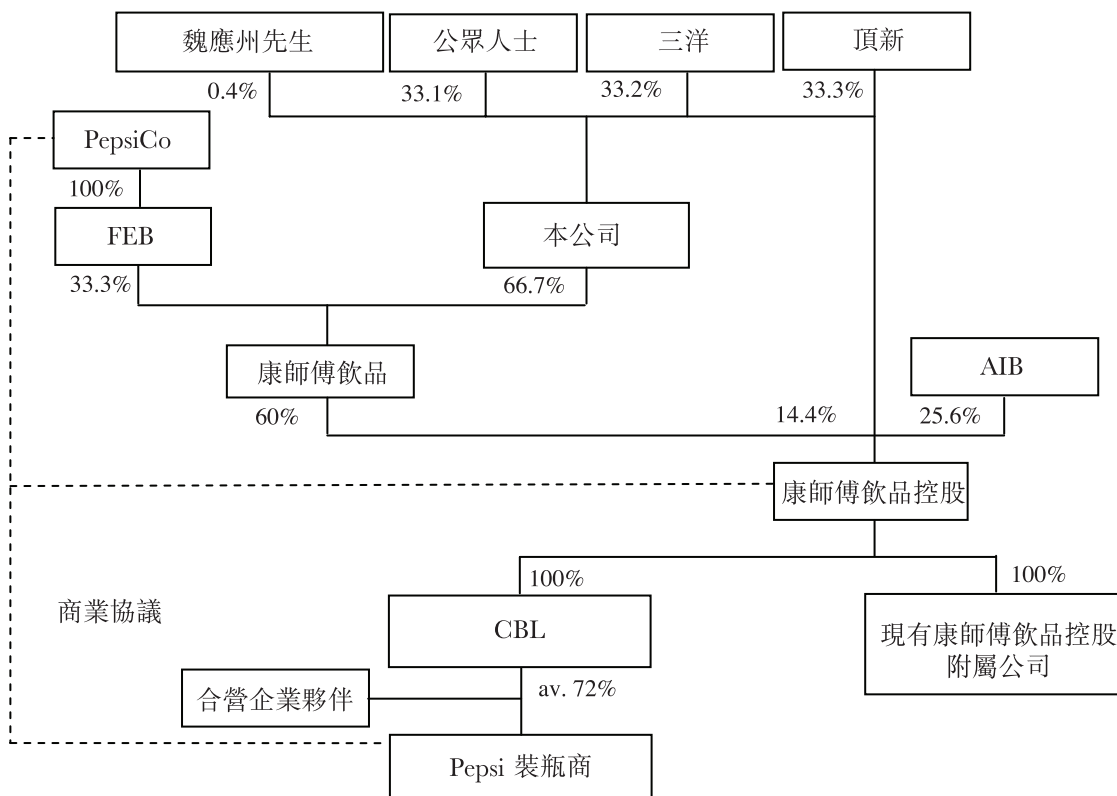 魏應州先生
公眾人士
三洋
頂新
0.4%
33.1%
33.2%
33.3%
PepsiCo
100%
FEB
本公司
33.3%
66.7%
康師傅飲品
AIB
60%
14.4%
25.6%
康師傅飲品控股
100%
100%
商業協議
CBL
現有康師傅飲品控股
附屬公司
合營企業夥伴
av. 72%
Pepsi 裝瓶商